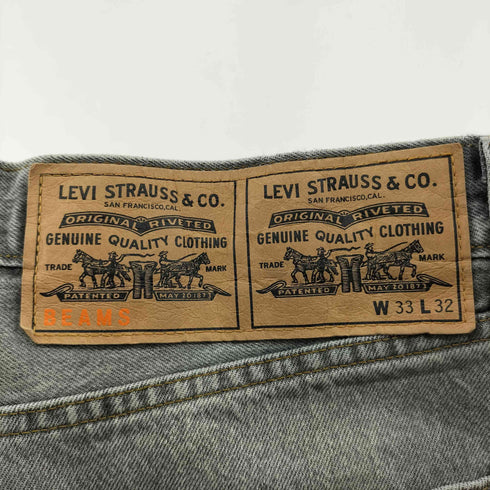 LEVI STRAUSS & CO.
SAN FRANCISCO, CAL.
ORIGINAL RIVETED
GENUINE QUALITY CLOTHING
TRADE MARK
PATENTED MAY 20 1873
BEAMS
LEVI STRAUSS & CO.
SAN FRANCISCO, CAL.
ORIGINAL RIVETED
GENUINE QUALITY CLOTHING
TRADE MARK
PATENTED MAY 20 1873
W 33 L 32